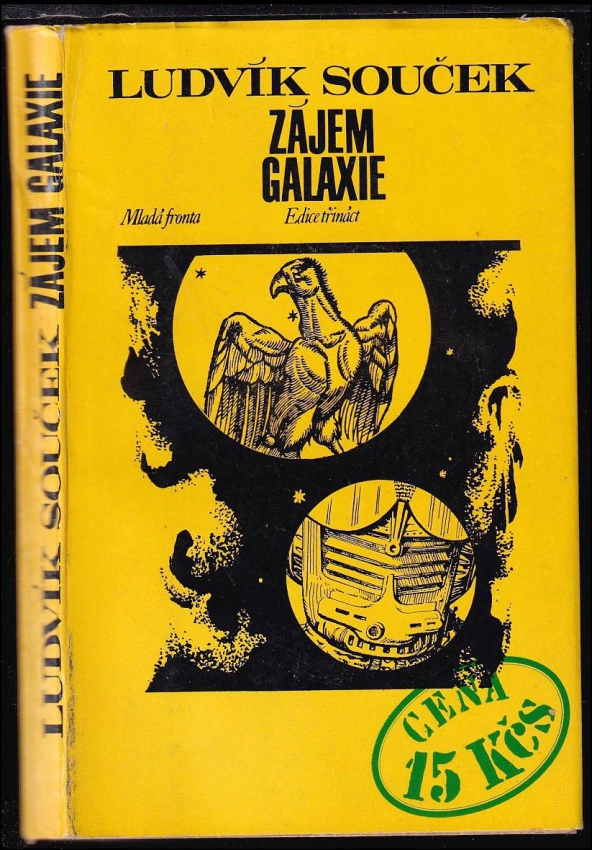 LUDVÍK SOUČEK
ZÁJEM
GALAXIE
Mladá fronta Edice třináct
CENA
15 Kčs
LUDVÍK SOUČEK ZÁJEM GALAXIE